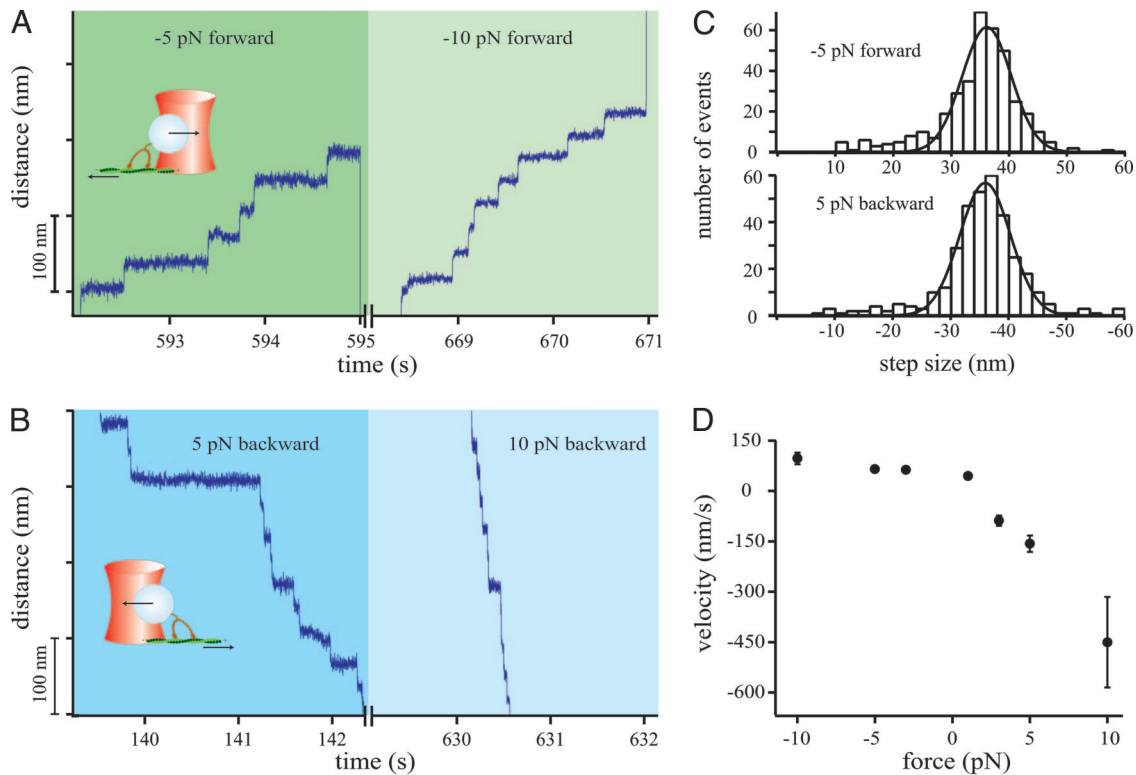 A
-5 pN forward
-10 pN forward
distance (nm)
100 nm
593
594
595
669
670
671
time (s)
B
5 pN backward
10 pN backward
distance (nm)
100 nm
140
141
142
630
631
632
time (s)
C
-5 pN forward
60
40
20
0
10
20
30
40
50
60
number of events
5 pN backward
60
40
20
0
-10
-20
-30
-40
-50
-60
step size (nm)
D
velocity (nm/s)
150
0
-150
-300
-450
-600
-10
-5
0
5
10
force (pN)